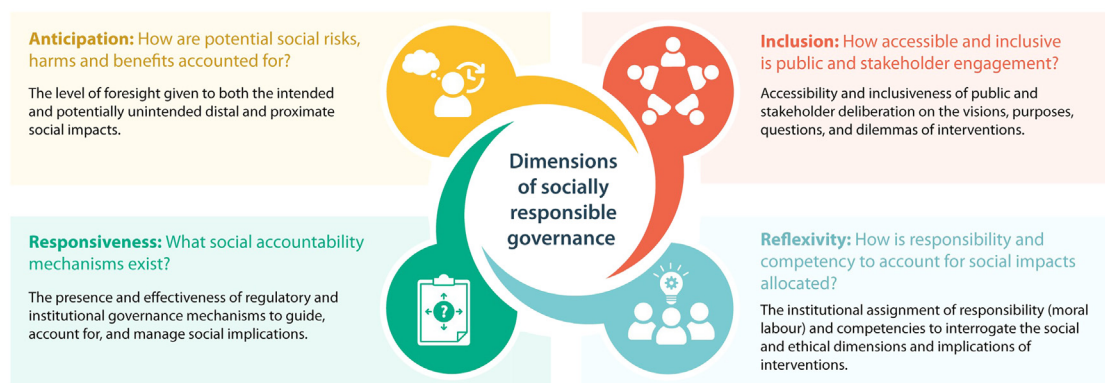 Anticipation: How are potential social risks,
harms and benefits accounted for?
The level of foresight given to both the intended
and potentially unintended distal and proximate
social impacts.
Inclusion: How accessible and inclusive
is public and stakeholder engagement?
Accessibility and inclusiveness of public and
stakeholder deliberation on the visions, purposes,
questions, and dilemmas of interventions.
Dimensions
of socially
responsible
governance
Responsiveness: What social accountability
mechanisms exist?
The presence and effectiveness of regulatory and
institutional governance mechanisms to guide,
account for, and manage social implications.
?
Reflexivity: How is responsibility and
competency to account for social impacts
allocated?
The institutional assignment of responsibility (moral
labour) and competencies to interrogate the social
and ethical dimensions and implications of
interventions.